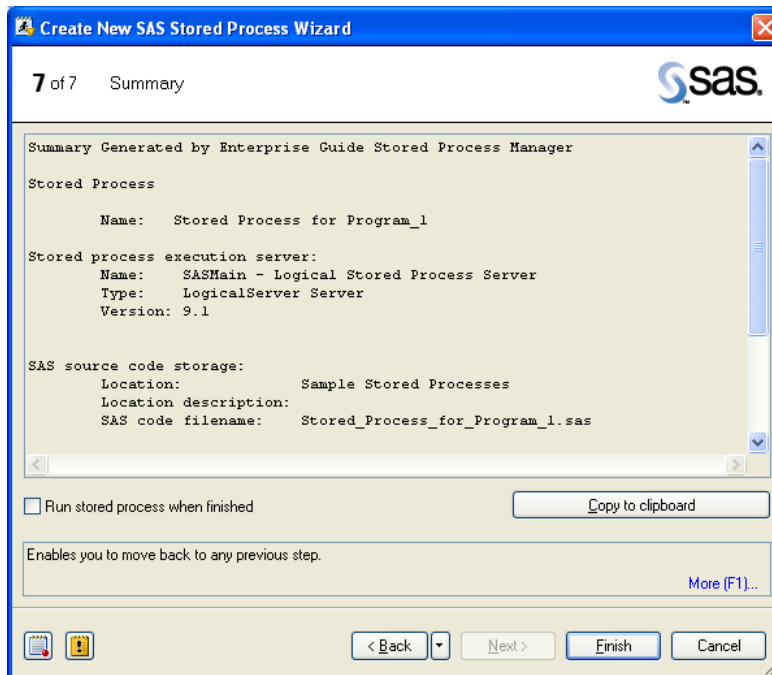 Create New SAS Stored Process Wizard
7 of 7 Summary
sas.
Summary Generated by Enterprise Guide Stored Process Manager
Stored Process
Name: Stored Process for Program_1
Stored process execution server:
Name: SASMain - Logical Stored Process Server
Type: LogicalServer Server
Version: 9.1
SAS source code storage:
Location: Sample Stored Processes
Location description:
SAS code filename: Stored_Process_for_Program_1.sas
Run stored process when finished
Copy to clipboard
Enables you to move back to any previous step.
More (F1)...
< Back Next > Finish Cancel